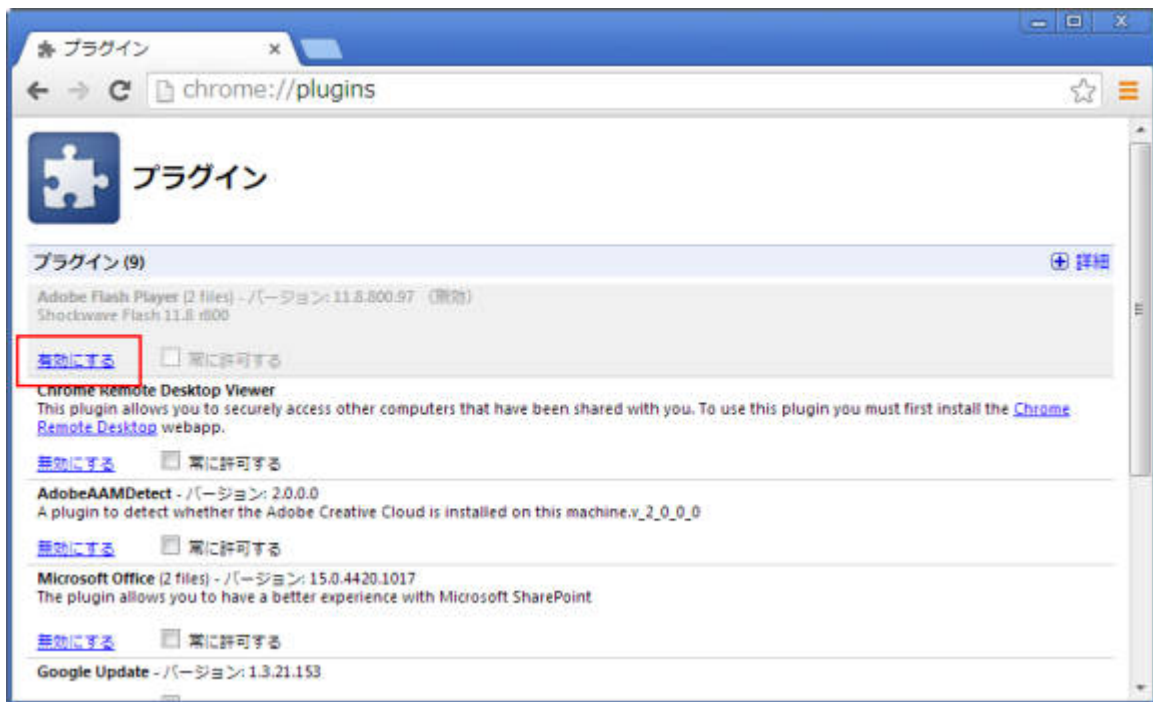 プラグイン
chrome://plugins
プラグイン
プラグイン (9)
詳細
Adobe Flash Player (2 files) - バージョン: 11.8.800.97 （無効）
Shockwave Flash 11.8 r800
有効にする 常に許可する
Chrome Remote Desktop Viewer
This plugin allows you to securely access other computers that have been shared with you. To use this plugin you must first install the Chrome
Remote Desktop webapp.
無効にする 常に許可する
AdobeAAMDetect - バージョン: 2.0.0.0
A plugin to detect whether the Adobe Creative Cloud is installed on this machine.v_2_0_0_0
無効にする 常に許可する
Microsoft Office (2 files) - バージョン: 15.0.4420.1017
The plugin allows you to have a better experience with Microsoft SharePoint
無効にする 常に許可する
Google Update - バージョン: 1.3.21.153